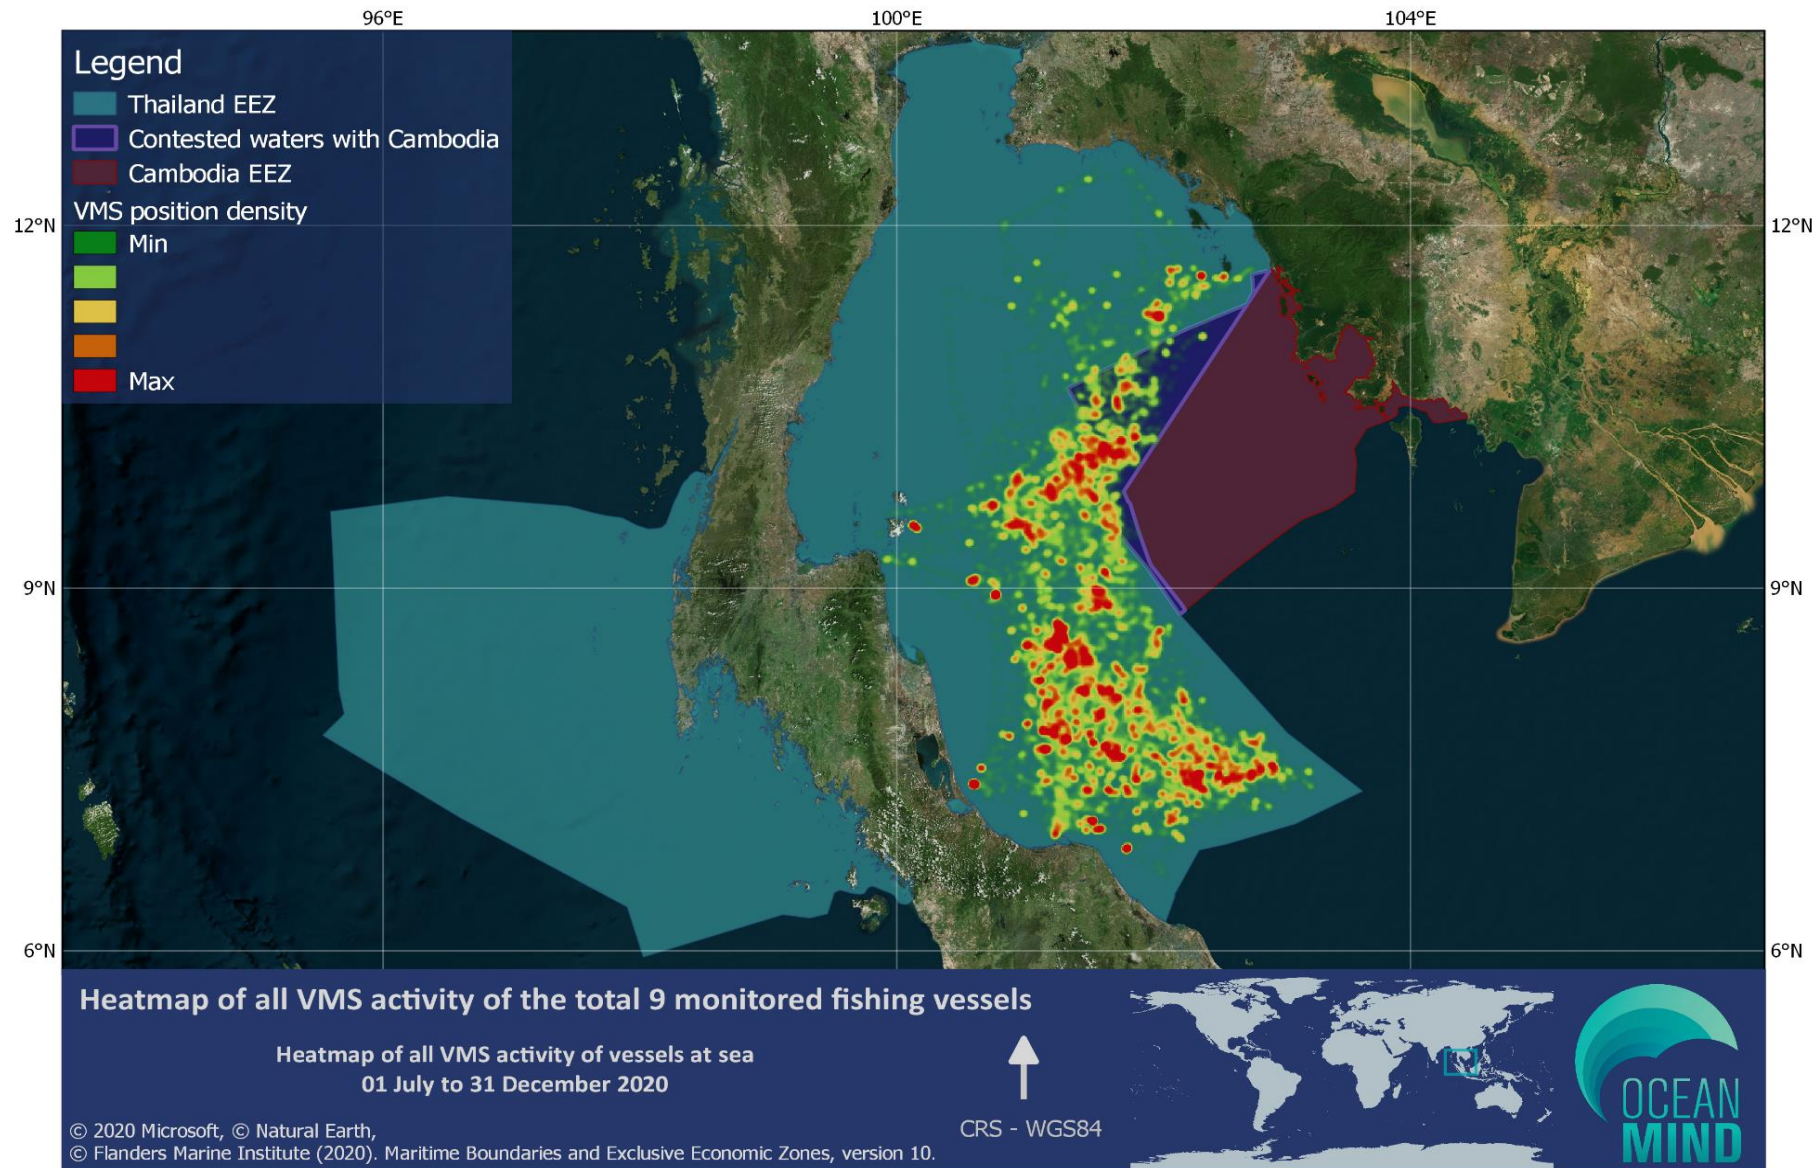 96°E 100°E 104°E
Legend
Thailand EEZ
Contested waters with Cambodia
Cambodia EEZ
VMS position density
Min
Max
12°N 12°N
9°N 9°N
6°N 6°N
Heatmap of all VMS activity of the total 9 monitored fishing vessels
Heatmap of all VMS activity of vessels at sea
01 July to 31 December 2020
CRS - WGS84
© 2020 Microsoft, © Natural Earth,
© Flanders Marine Institute (2020). Maritime Boundaries and Exclusive Economic Zones, version 10.
OCEAN
MIND